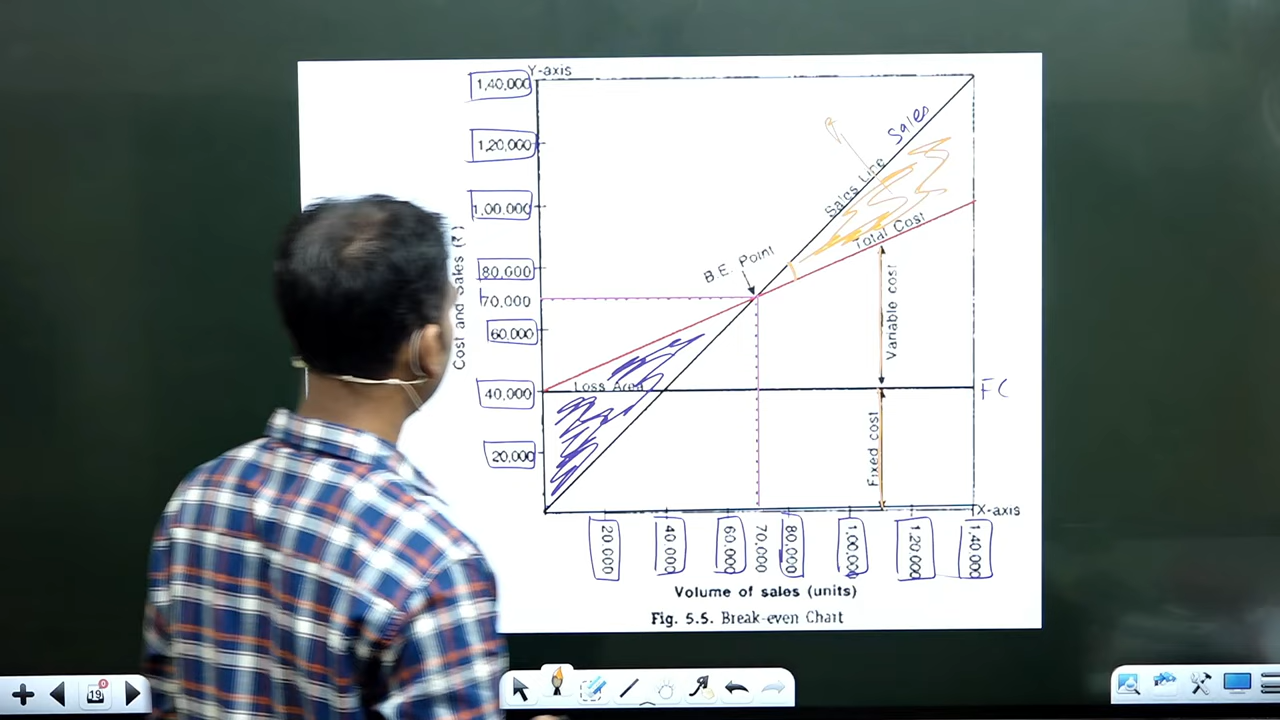 Y-axis
1,40,000
1,20,000
1,00,000
80,000
70,000
60,000
40,000
20,000
Cost and Sales (₹)
Sales
Sales Line
Total Cost
B.E. Point
Variable cost
Loss Area
FC
Fixed cost
X-axis
20 000
40 000
60,000
70,000
80,000
1,00,000
1,20,000
1,40 000
Volume of sales (units)
Fig. 5.5. Break-even Chart
19
0